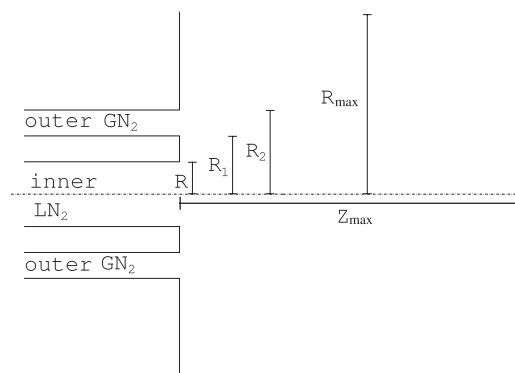 outer GN₂
inner
LN₂
outer GN₂
R
R₁
R₂
Rmax
Zmax